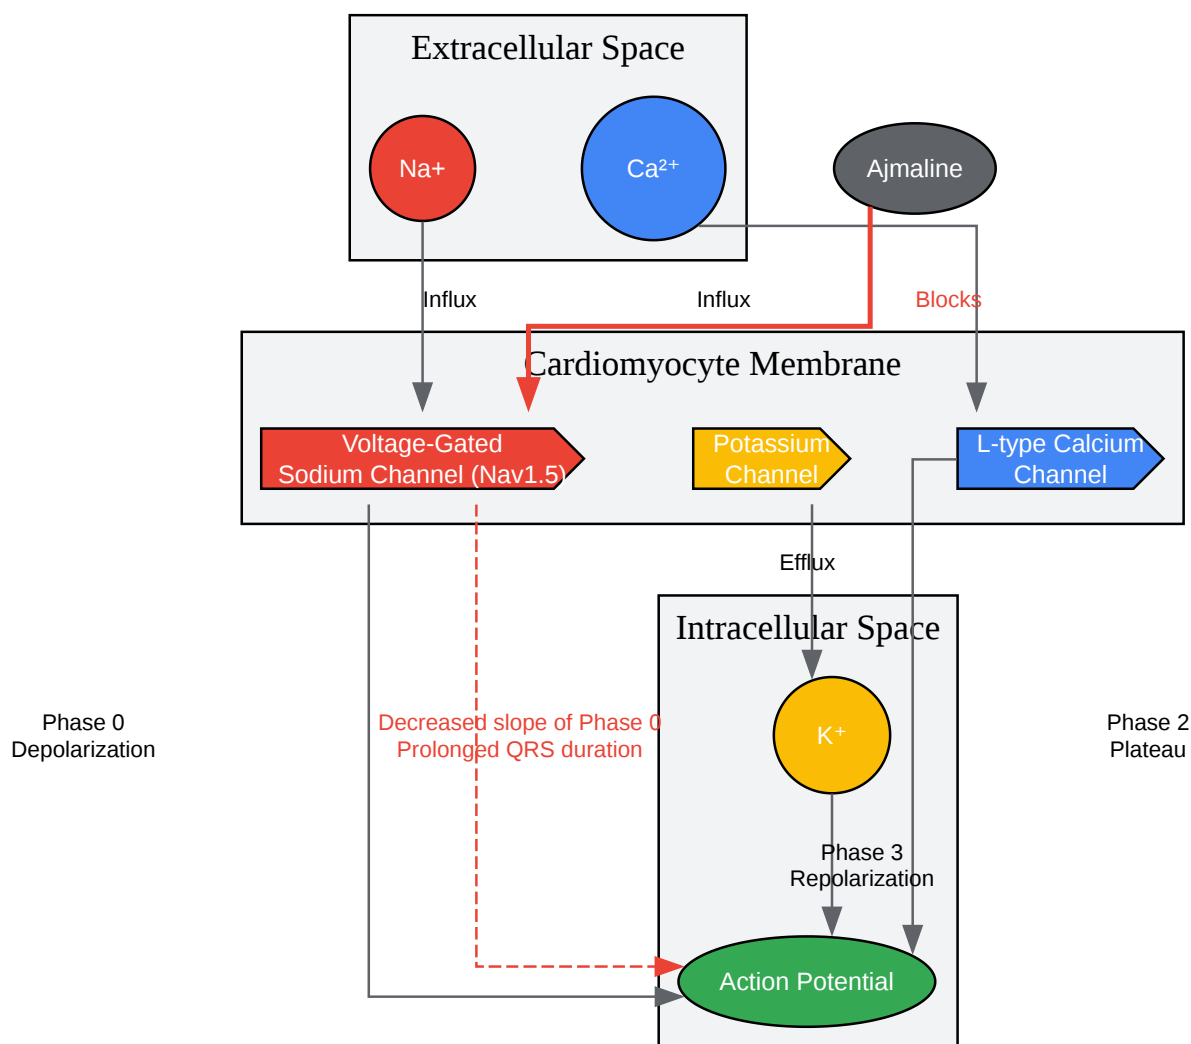 Extracellular Space
Na+
Ca²⁺
Ajmaline
Influx
Influx
Blocks
Cardiomyocyte Membrane
Voltage-Gated
Sodium Channel (Nav1.5)
Potassium
Channel
L-type Calcium
Channel
Efflux
Intracellular Space
Phase 0
Depolarization
Decreased slope of Phase 0
Prolonged QRS duration
K⁺
Phase 2
Plateau
Phase 3
Repolarization
Action Potential